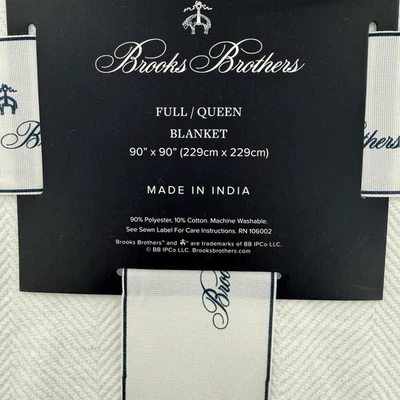 Brooks Brothers
FULL / QUEEN
BLANKET
90" x 90" (229cm x 229cm)
MADE IN INDIA
90% Polyester, 10% Cotton. Machine Washable.
See Sewn Label For Care Instructions. RN 106002
Brooks Brothers™ and ™ are trademarks of BB IPCo LLC.
© BB IPCo LLC. Brooksbrothers.com
Brothers
Brooks